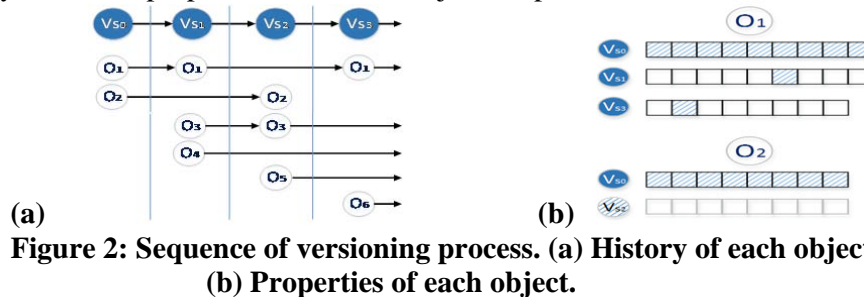 Vs0 Vs1 Vs2 Vs3
O1 O1 O1
O2 O2
O3 O3
O4
O5
O6
(a)
O1
Vs0
Vs1
Vs3
O2
Vs0
Vs2
(b)
Figure 2: Sequence of versioning process. (a) History of each objec
(b) Properties of each object.